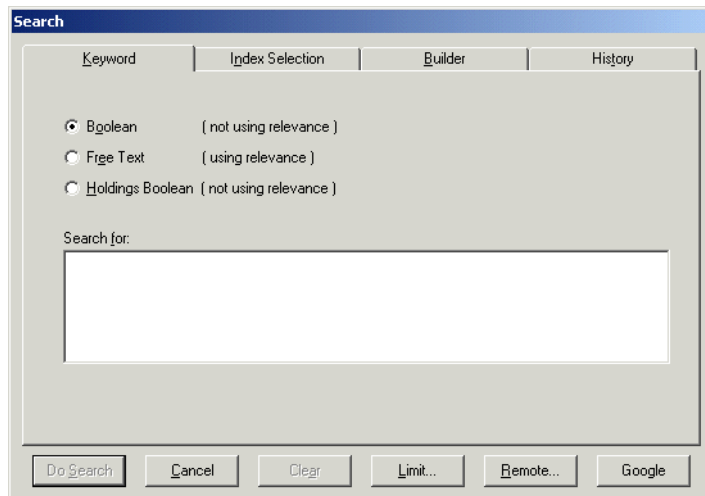 Search
Keyword Index Selection Builder History
Boolean ( not using relevance )
Free Text ( using relevance )
Holdings Boolean ( not using relevance )
Search for:
Do Search Cancel Clear Limit... Remote... Google